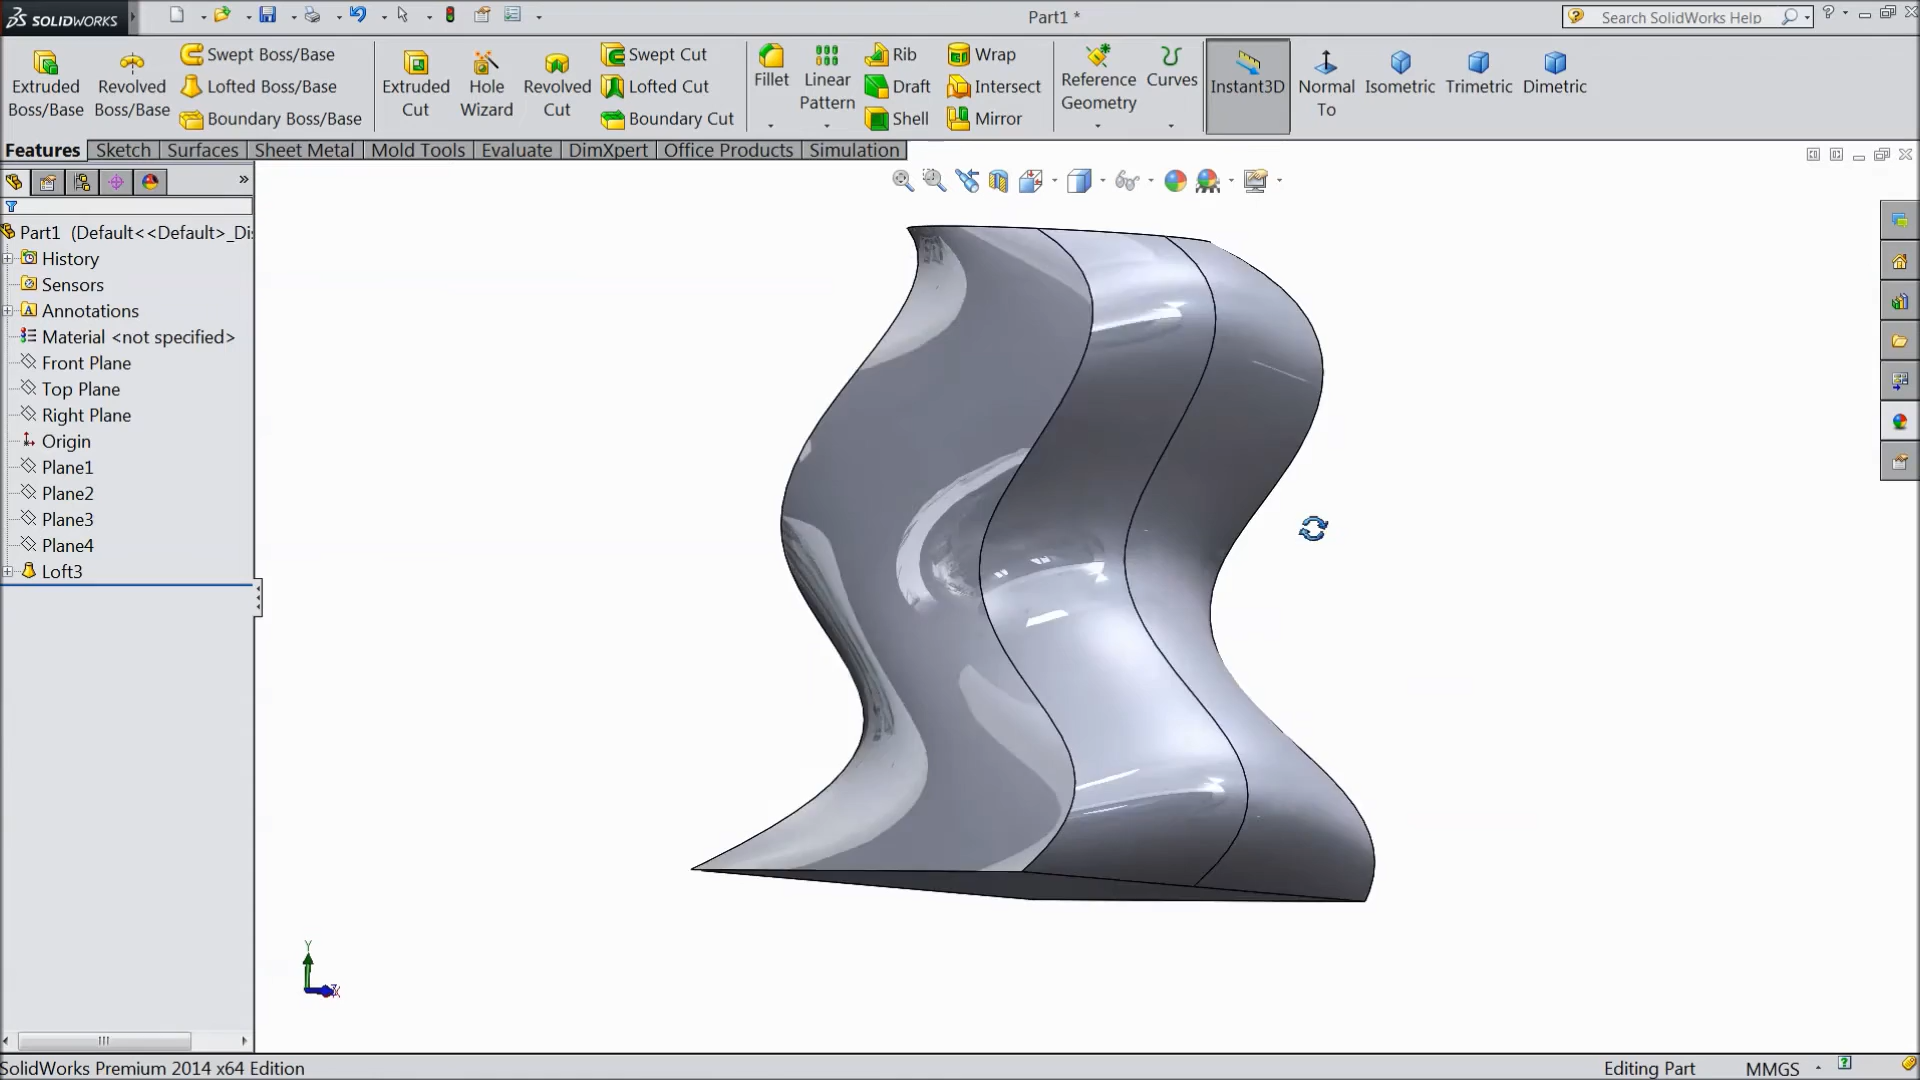 SOLIDWORKS
Part1 *
Search SolidWorks Help
Extruded Boss/Base
Revolved Boss/Base
Swept Boss/Base
Lofted Boss/Base
Boundary Boss/Base
Extruded Cut
Hole Wizard
Revolved Cut
Swept Cut
Lofted Cut
Boundary Cut
Fillet
Linear Pattern
Rib
Draft
Shell
Wrap
Intersect
Mirror
Reference Geometry
Curves
Instant3D
Normal To
Isometric
Trimetric
Dimetric
Features Sketch Surfaces Sheet Metal Mold Tools Evaluate DimXpert Office Products Simulation
Part1 (Default<<Default>_Di
History
Sensors
Annotations
Material <not specified>
Front Plane
Top Plane
Right Plane
Origin
Plane1
Plane2
Plane3
Plane4
Loft3
Y
SolidWorks Premium 2014 x64 Edition
Editing Part
MMGS